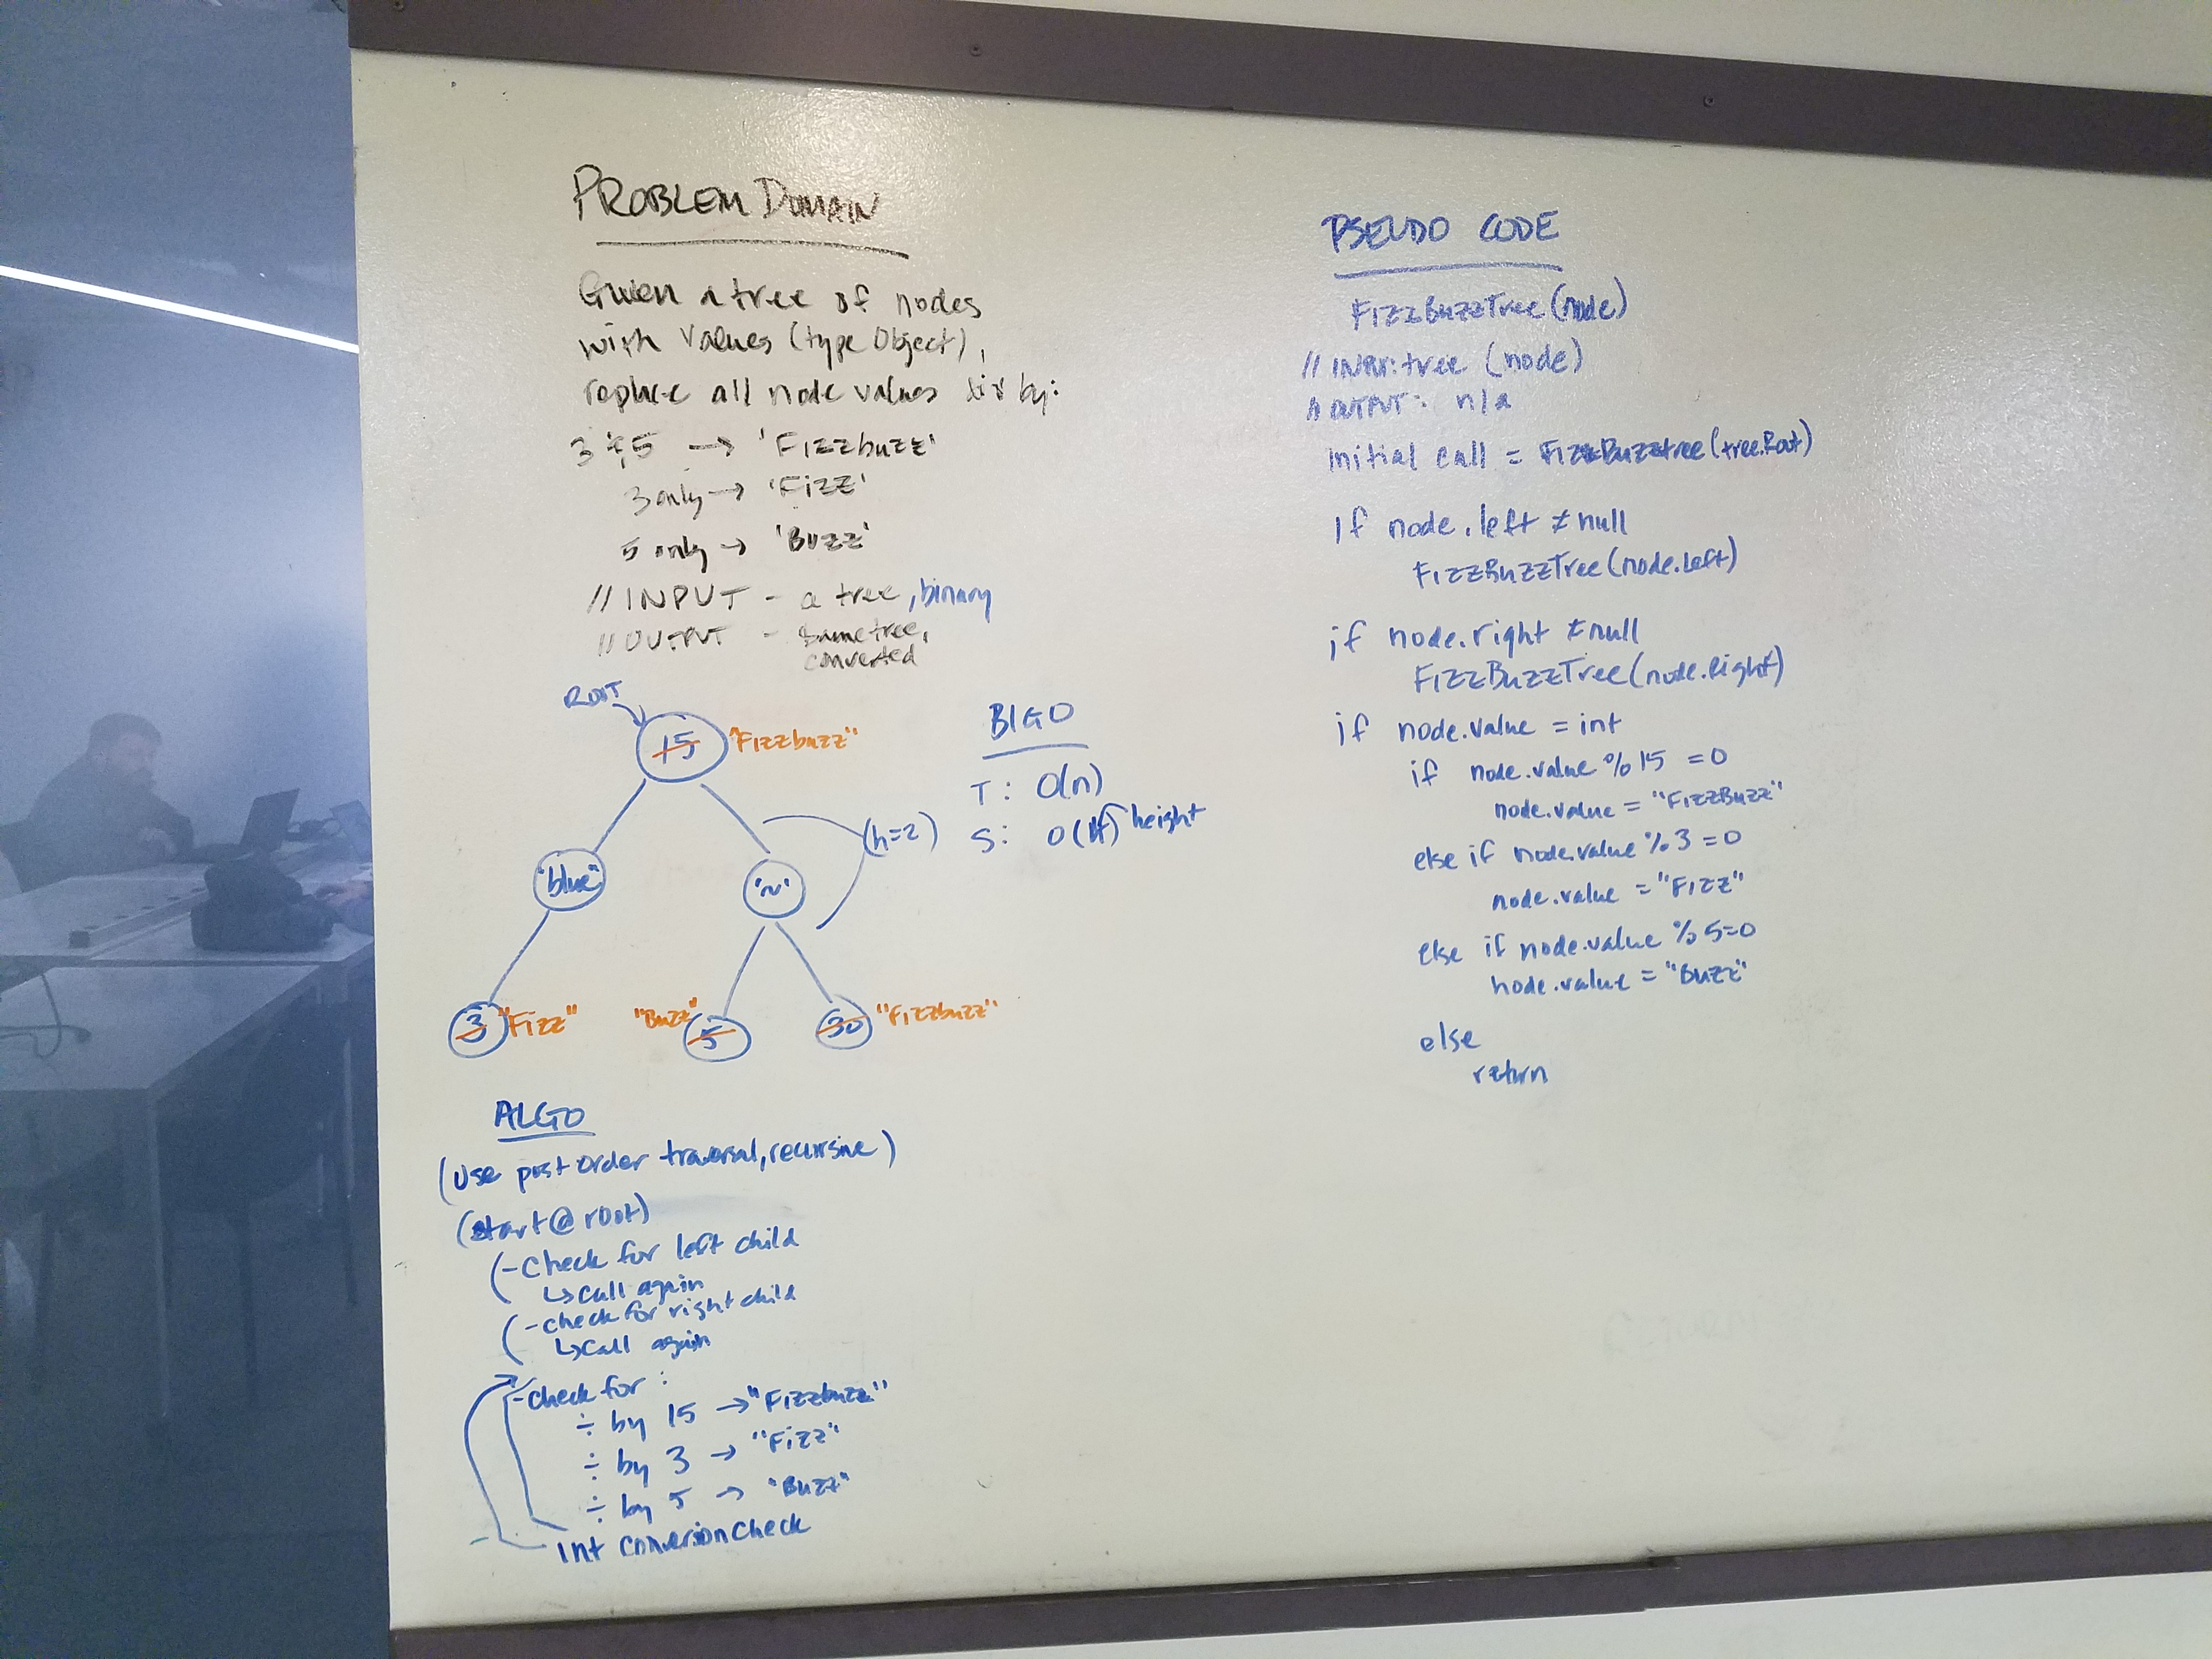 PROBLEM DOMAIN
Given a tree of nodes
with values (type Object),
replace all node values div by:
3 & 5 → 'Fizzbuzz'
3 only → 'Fizz'
5 only → 'Buzz'
// INPUT - a tree, binary
// OUTPUT - same tree,
converted
ROOT
15 "Fizzbuzz"
"blue"
'~'
(h=2)
3 "Fizz"
"Buzz" 5
30 "Fizzbuzz"
BIG O
T: O(n)
S: O(H) height
ALGO
(use post order traversal, recursive)
(start @ root)
(- Check for left child
↳ call again
(- check for right child
↳ call again
- check for:
÷ by 15 → "Fizzbuzz"
÷ by 3 → "Fizz"
÷ by 5 → "Buzz"
int conversion check
PSEUDO CODE
FizzBuzzTree(node)
// INPUT: tree (node)
// OUTPUT: n/a
initial call = FizzBuzztree(tree.Root)
if node.left ≠ null
FizzBuzzTree(node.left)
if node.right ≠ null
FizzBuzzTree(node.Right)
if node.value = int
if node.value % 15 = 0
node.value = "FizzBuzz"
else if node.value % 3 = 0
node.value = "Fizz"
else if node.value % 5=0
node.value = "Buzz"
else
return